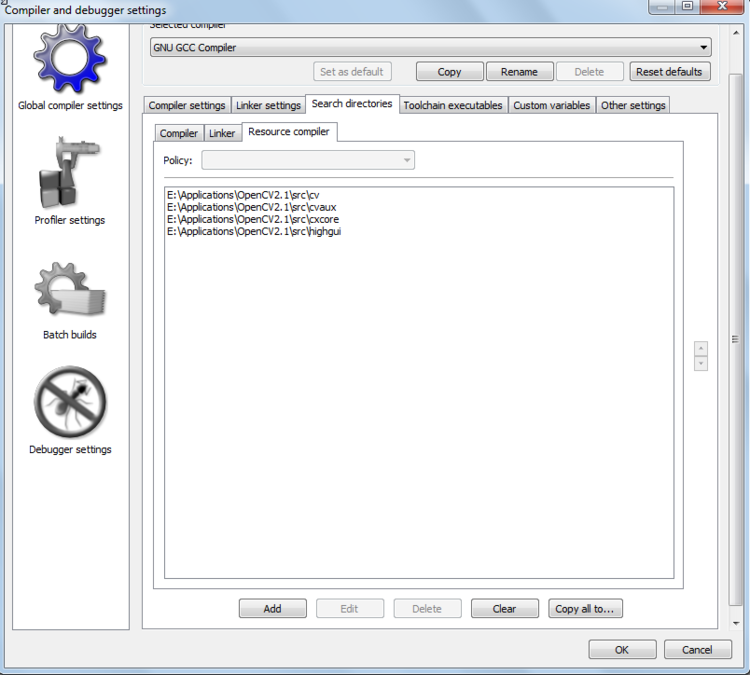 Compiler and debugger settings
Selected compiler
GNU GCC Compiler
Set as default
Copy
Rename
Delete
Reset defaults
Global compiler settings
Profiler settings
Batch builds
Debugger settings
Compiler settings
Linker settings
Search directories
Toolchain executables
Custom variables
Other settings
Compiler
Linker
Resource compiler
Policy:
E:\Applications\OpenCV2.1\src\cv
E:\Applications\OpenCV2.1\src\cvaux
E:\Applications\OpenCV2.1\src\cxcore
E:\Applications\OpenCV2.1\src\highgui
Add
Edit
Delete
Clear
Copy all to...
OK
Cancel